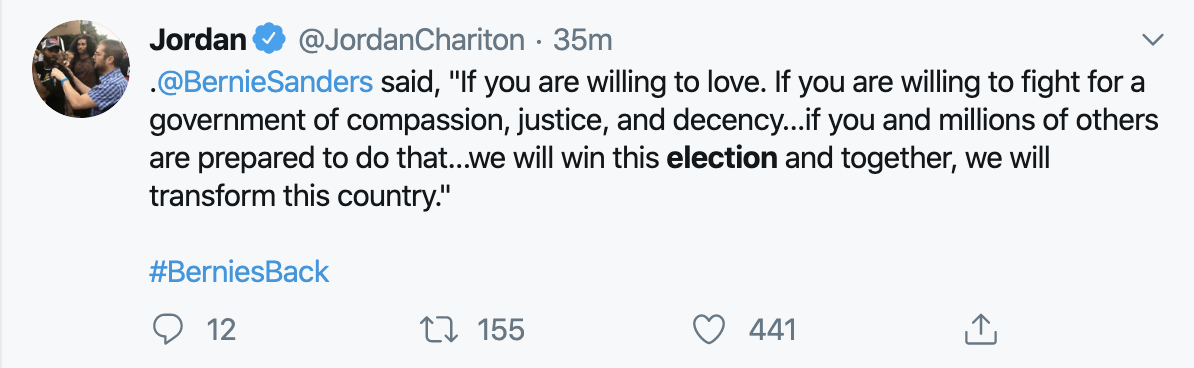 Jordan @JordanChariton · 35m
.@BernieSanders said, "If you are willing to love. If you are willing to fight for a
government of compassion, justice, and decency...if you and millions of others
are prepared to do that...we will win this election and together, we will
transform this country."
#BerniesBack
12 155 441